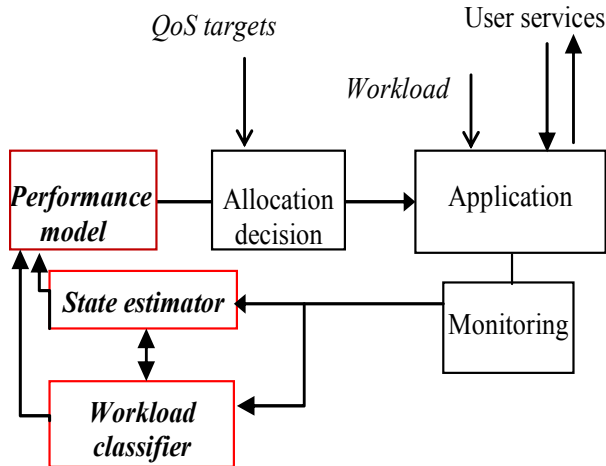 QoS targets
User services
Workload
Performance
model
Allocation
decision
Application
State estimator
Monitoring
Workload
classifier